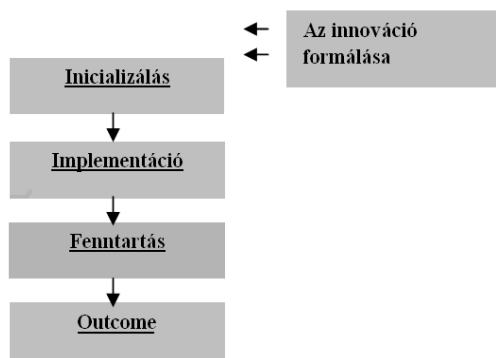 Az innováció
formálása
Inicializálás
Implementáció
Fenntartás
Outcome